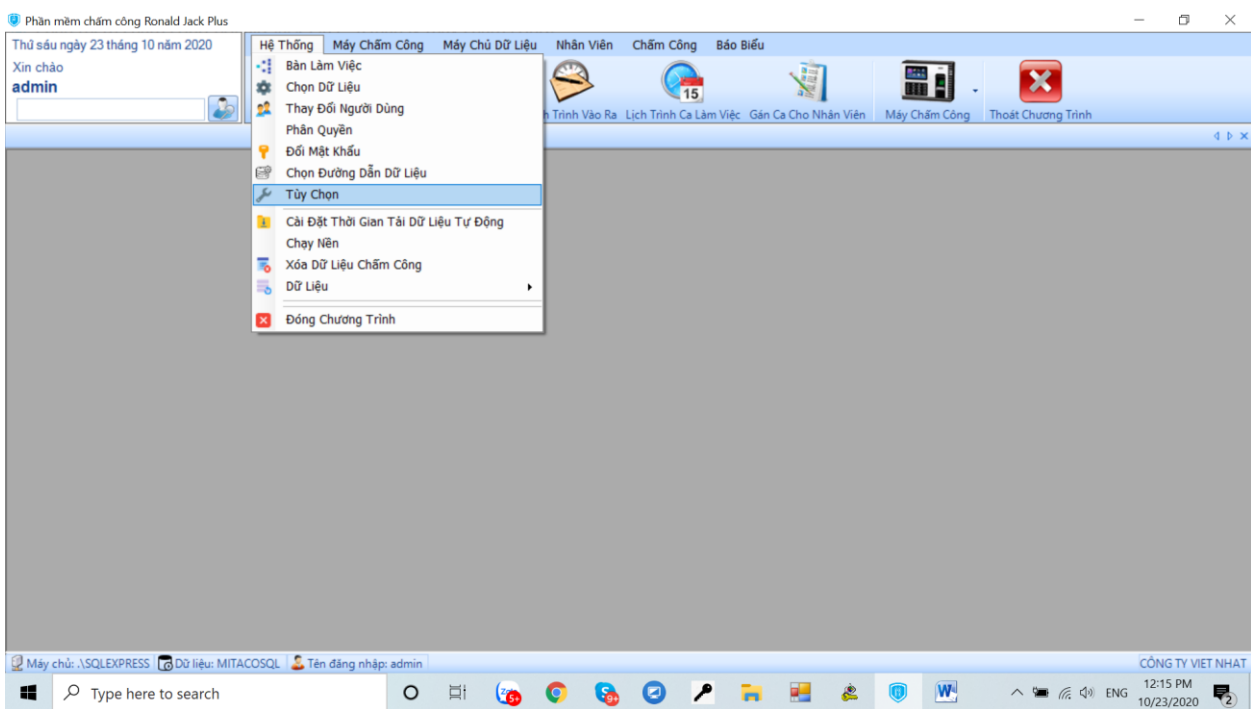 Phần mềm chấm công Ronald Jack Plus
Thứ sáu ngày 23 tháng 10 năm 2020
Xin chào
admin
Hệ Thống Máy Chấm Công Máy Chủ Dữ Liệu Nhân Viên Chấm Công Báo Biểu
Bàn Làm Việc
Chọn Dữ Liệu
Thay Đổi Người Dùng
Phân Quyền
Đổi Mật Khẩu
Chọn Đường Dẫn Dữ Liệu
Tùy Chọn
Cài Đặt Thời Gian Tải Dữ Liệu Tự Động
Chạy Nền
Xóa Dữ Liệu Chấm Công
Dữ Liệu
Đóng Chương Trình
15
h Trình Vào Ra Lịch Trình Ca Làm Việc Gán Ca Cho Nhân Viên Máy Chấm Công Thoát Chương Trình
Máy chủ: .\SQLEXPRESS Dữ liệu: MITACOSQL Tên đăng nhập: admin
CÔNG TY VIET NHAT
Type here to search
5+
9+
ENG
12:15 PM
10/23/2020
2